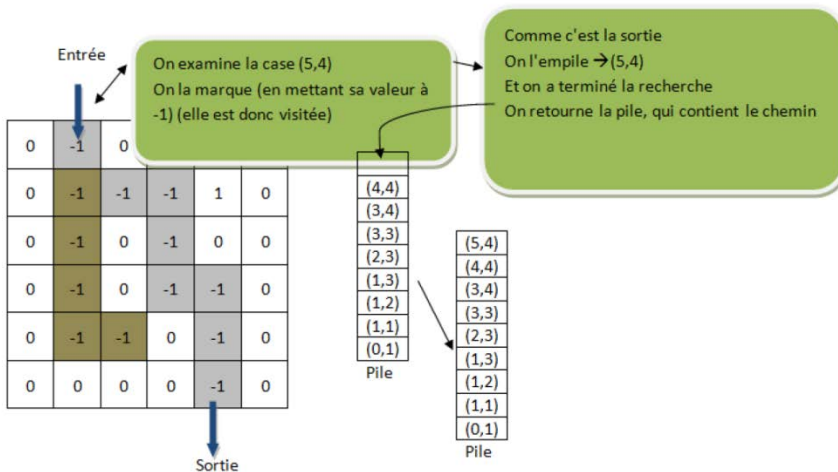 Entrée
On examine la case (5,4)
On la marque (en mettant sa valeur à
-1) (elle est donc visitée)
Comme c'est la sortie
On l'empile → (5,4)
Et on a terminé la recherche
On retourne la pile, qui contient le chemin
0 -1 0
0 -1 -1 -1 1 0
0 -1 0 -1 0 0
0 -1 0 -1 -1 0
0 -1 -1 0 -1 0
0 0 0 0 -1 0
Sortie
(4,4)
(3,4)
(3,3)
(2,3)
(1,3)
(1,2)
(1,1)
(0,1)
Pile
(5,4)
(4,4)
(3,4)
(3,3)
(2,3)
(1,3)
(1,2)
(1,1)
(0,1)
Pile